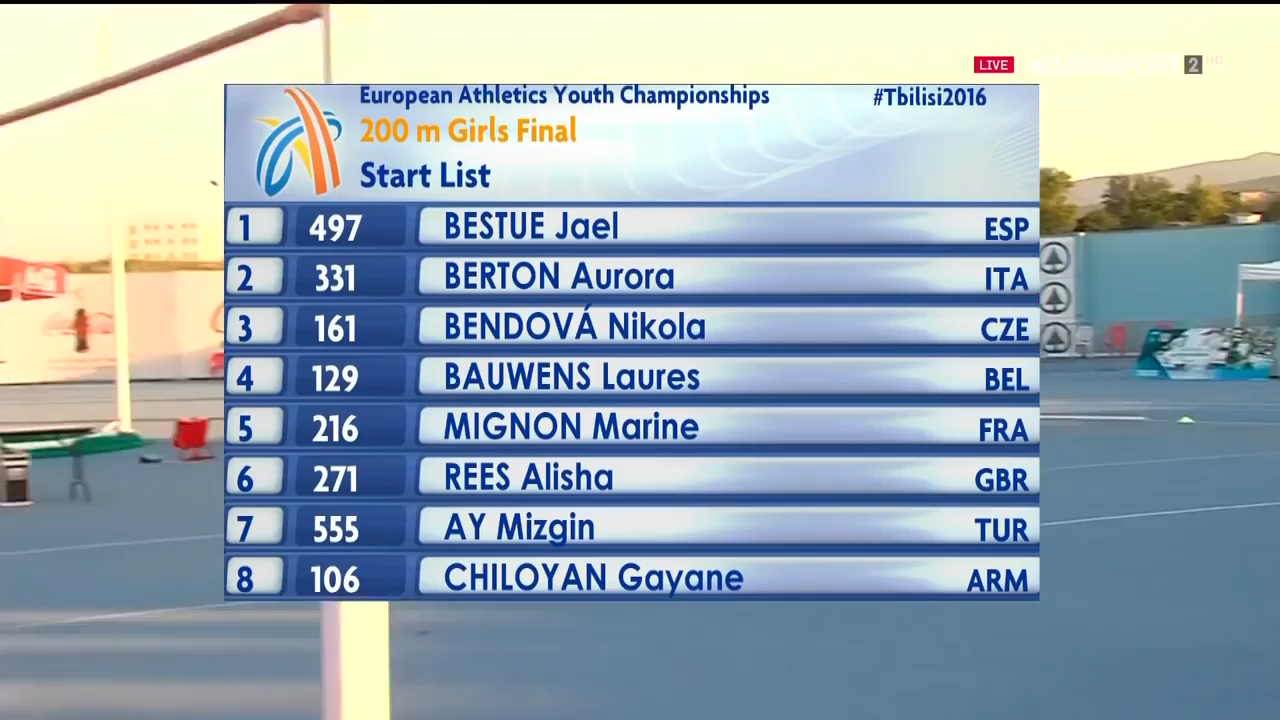 LIVE
2 HD
European Athletics Youth Championships #Tbilisi2016
200 m Girls Final
Start List
1 497 BESTUE Jael ESP
2 331 BERTON Aurora ITA
3 161 BENDOVÁ Nikola CZE
4 129 BAUWENS Laures BEL
5 216 MIGNON Marine FRA
6 271 REES Alisha GBR
7 555 AY Mizgin TUR
8 106 CHILOYAN Gayane ARM